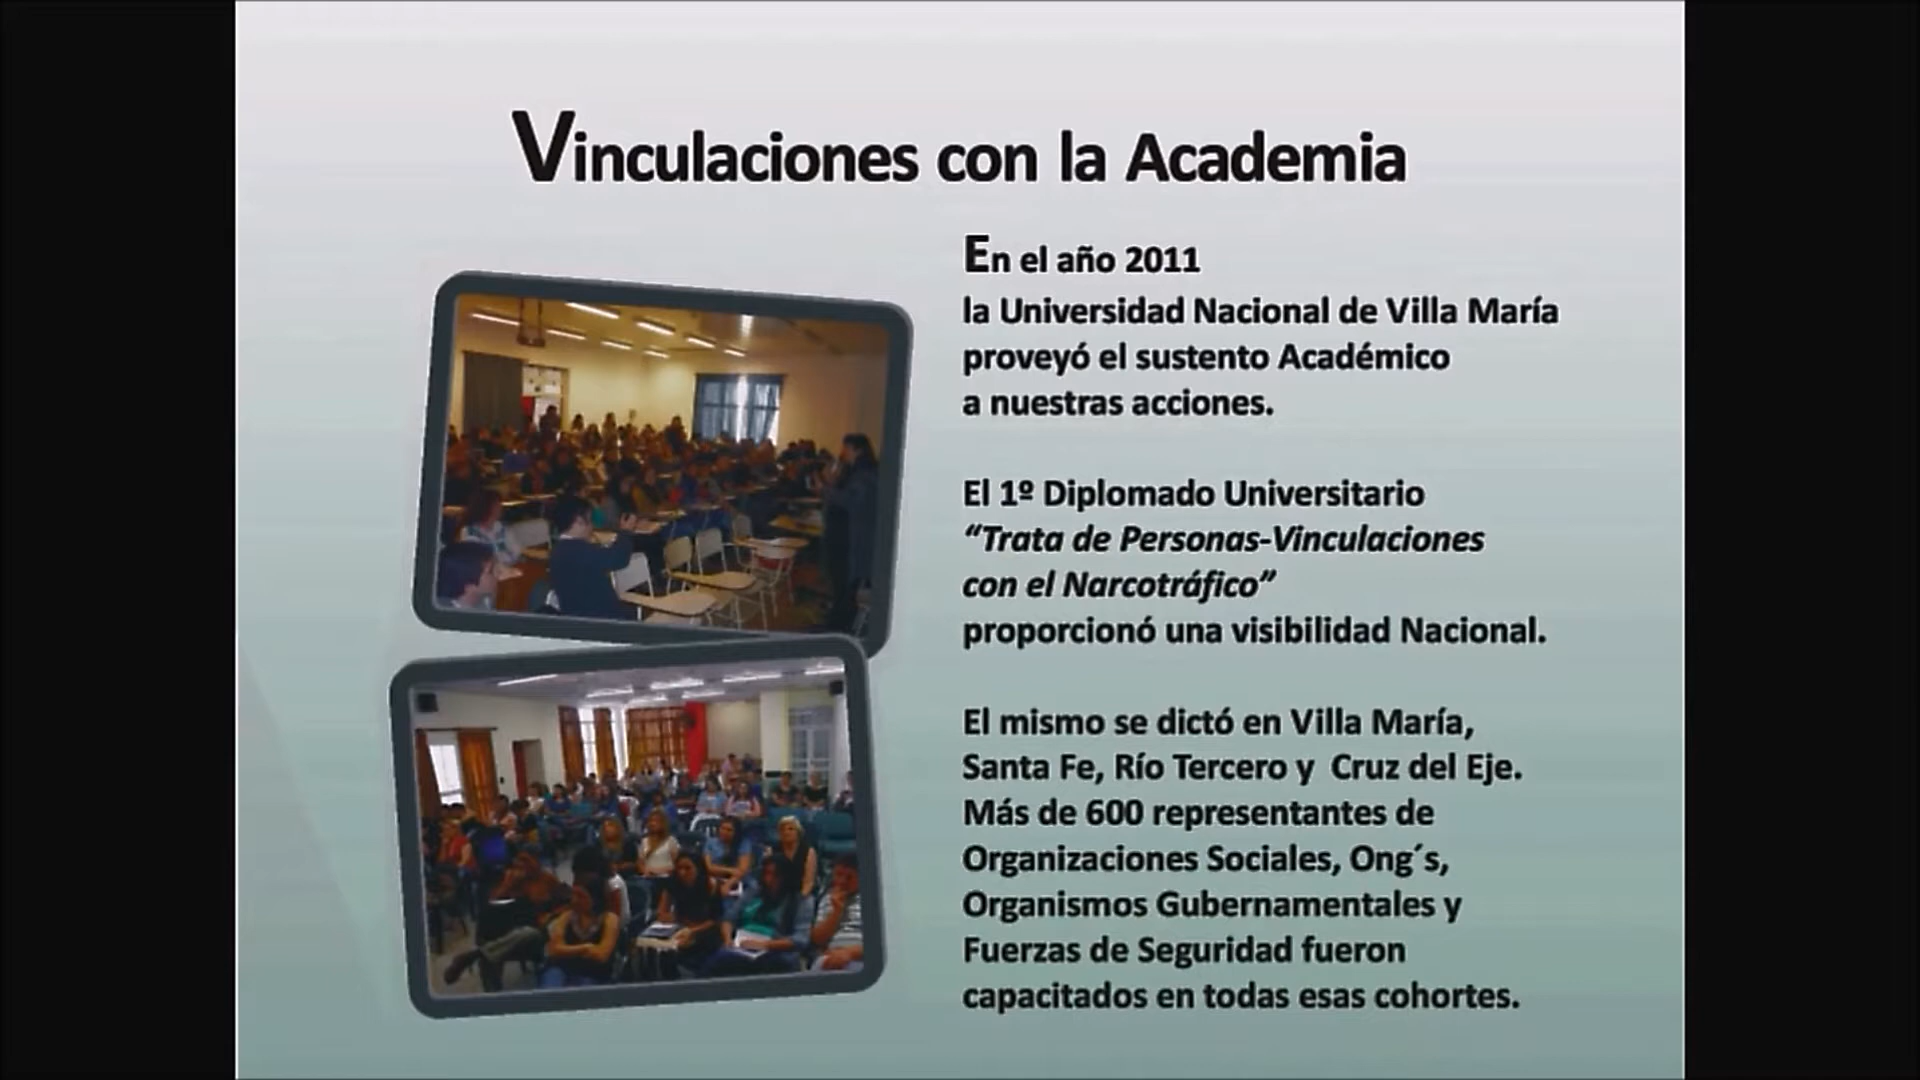 Vinculaciones con la Academia
En el año 2011
la Universidad Nacional de Villa María
proveyó el sustento Académico
a nuestras acciones.
El 1º Diplomado Universitario
“Trata de Personas-Vinculaciones
con el Narcotráfico”
proporcionó una visibilidad Nacional.
El mismo se dictó en Villa María,
Santa Fe, Río Tercero y Cruz del Eje.
Más de 600 representantes de
Organizaciones Sociales, Ong´s,
Organismos Gubernamentales y
Fuerzas de Seguridad fueron
capacitados en todas esas cohortes.